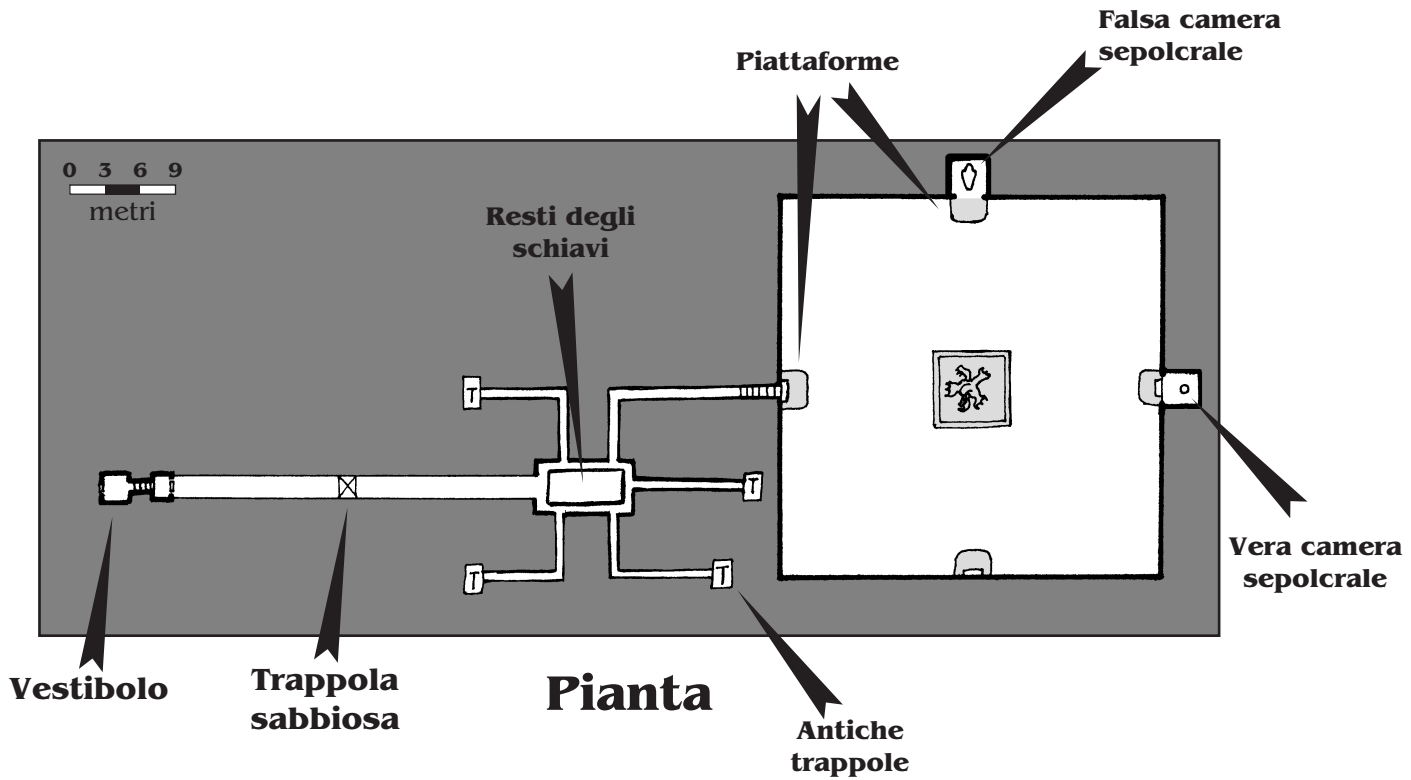 Falsa camera
sepolcrale
Piattaforme
0 3 6 9
metri
Resti degli
schiavi
T
T
T
T
Vera camera
sepolcrale
Vestibolo
Trappola
sabbiosa
Pianta
Antiche
trappole